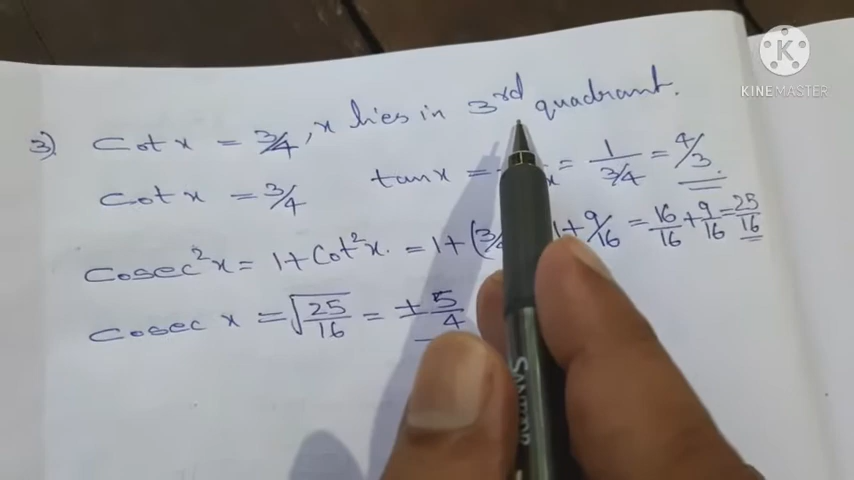 KINEMASTER
3) Cot x = 3/4, x lies in 3rd quadrant.
Cot x = 3/4 tan x = x = 1/(3/4) = 4/3.
Cosec²x = 1 + Cot²x. = 1 + (3/ 1 + 9/16 = 16/16 + 9/16 = 25/16
Cosec x = √25/16 = ± 5/4